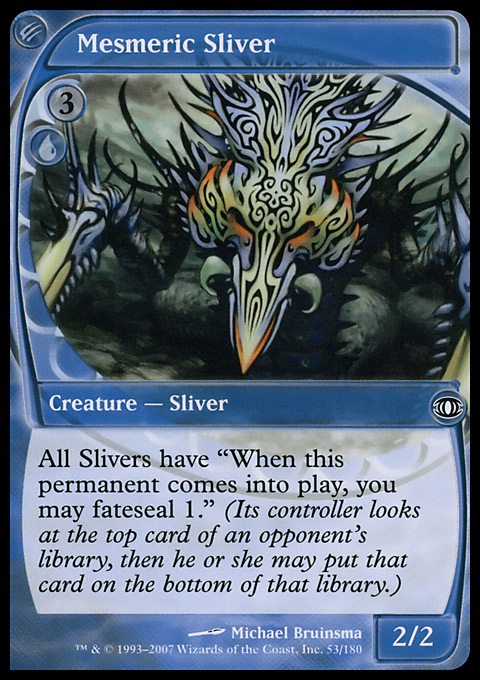 Mesmeric Sliver
3
Creature — Sliver
All Slivers have “When this
permanent comes into play, you
may fateseal 1.” (Its controller looks
at the top card of an opponent’s
library, then he or she may put that
card on the bottom of that library.)
Michael Bruinsma
2/2
™ & © 1993–2007 Wizards of the Coast, Inc. 53/180